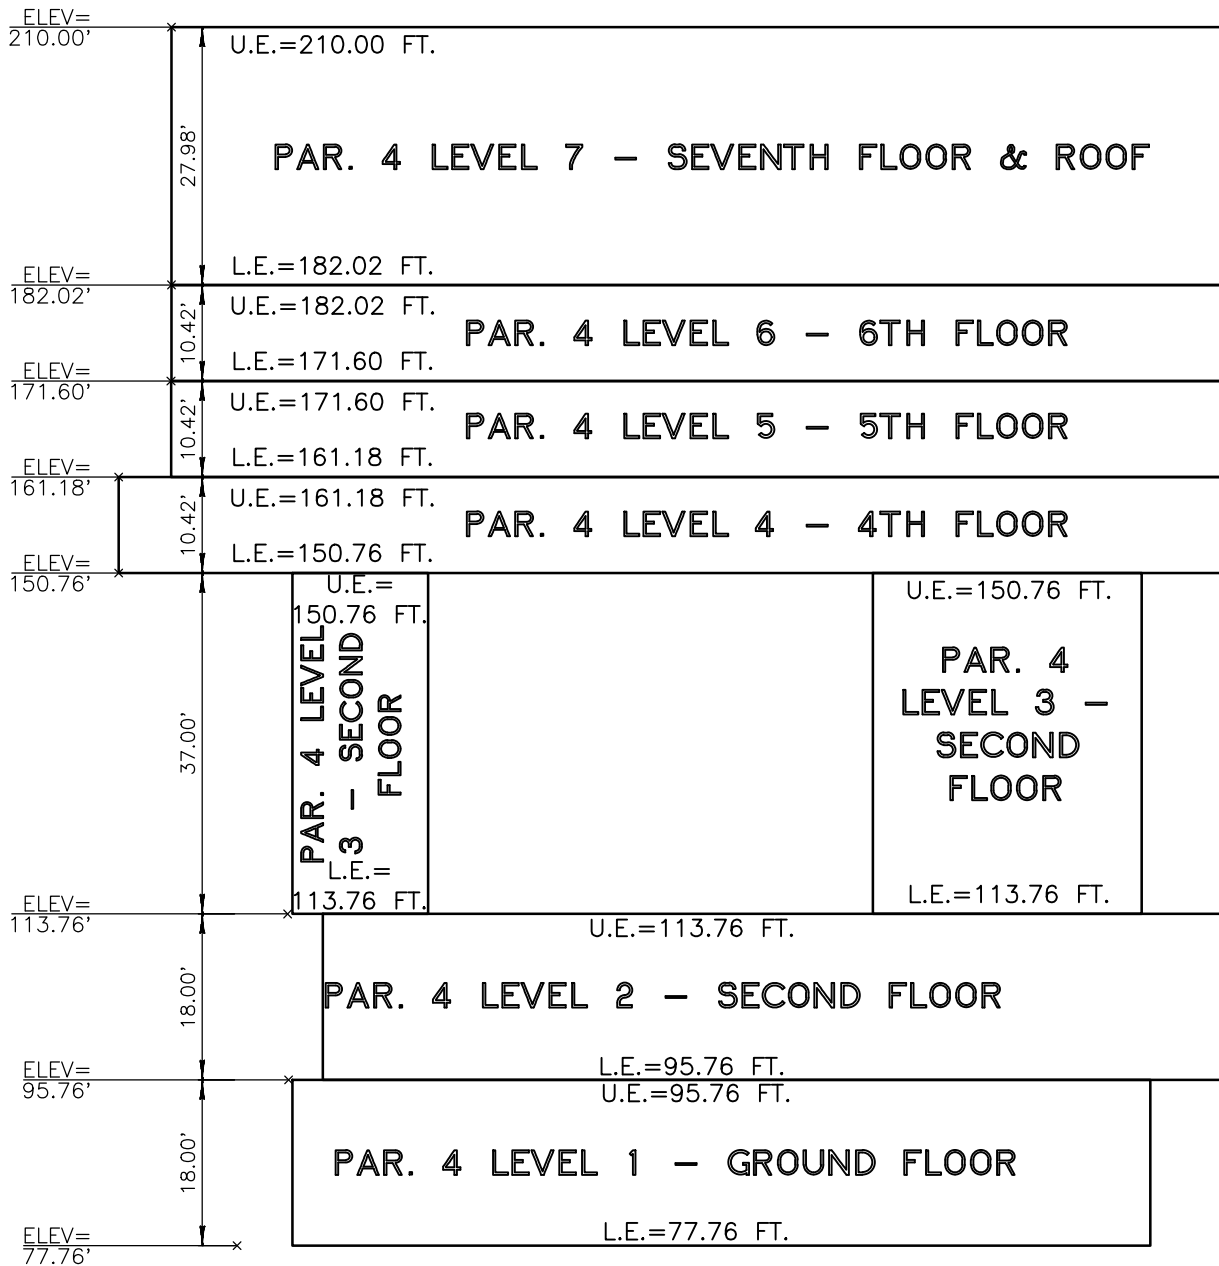 ELEV=
210.00'
U.E.=210.00 FT.
27.98'
PAR. 4 LEVEL 7 – SEVENTH FLOOR & ROOF
L.E.=182.02 FT.
ELEV=
182.02'
U.E.=182.02 FT.
10.42'
PAR. 4 LEVEL 6 – 6TH FLOOR
L.E.=171.60 FT.
ELEV=
171.60'
U.E.=171.60 FT.
10.42'
PAR. 4 LEVEL 5 – 5TH FLOOR
L.E.=161.18 FT.
ELEV=
161.18'
U.E.=161.18 FT.
10.42'
PAR. 4 LEVEL 4 – 4TH FLOOR
L.E.=150.76 FT.
ELEV=
150.76'
U.E.=
150.76 FT.
PAR. 4 LEVEL
3 – SECOND
FLOOR
L.E.=
113.76 FT.
U.E.=150.76 FT.
PAR. 4
LEVEL 3 –
SECOND
FLOOR
L.E.=113.76 FT.
37.00'
ELEV=
113.76'
U.E.=113.76 FT.
18.00'
PAR. 4 LEVEL 2 – SECOND FLOOR
L.E.=95.76 FT.
ELEV=
95.76'
U.E.=95.76 FT.
18.00'
PAR. 4 LEVEL 1 – GROUND FLOOR
L.E.=77.76 FT.
ELEV=
77.76'